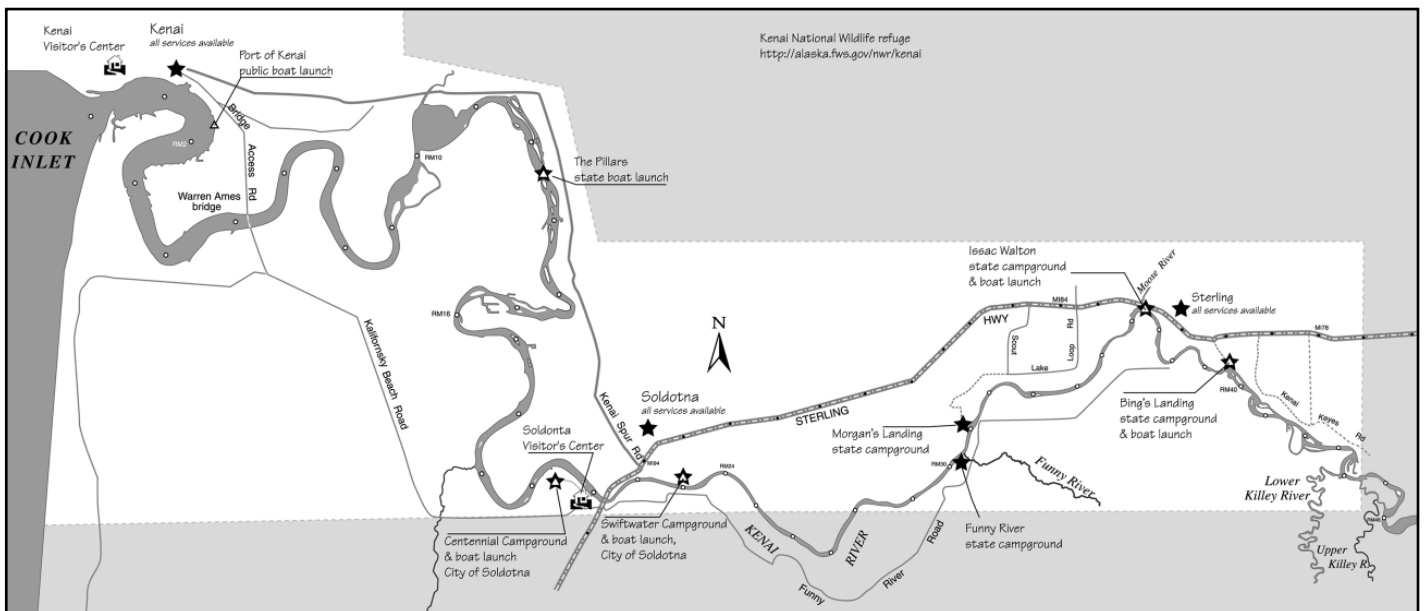 Kenai
Visitor's Center
Kenai
all services available
Port of Kenai
public boat launch
Kenai National Wildlife refuge
http://alaska.fws.gov/nwr/kenai
COOK
INLET
RM2
Bridge
Access Rd
Warren Ames
bridge
RM10
The Pillars
state boat launch
Issac Walton
state campground
& boat launch
Moose River
Sterling
all services available
RM16
Kalifornsky Beach Road
N
HWY
MI84
MI78
Scout
Lake
Loop Rd
Kenai Spur Rd
Soldotna
all services available
STERLING
Morgan's Landing
state campground
Bing's Landing
state campground
& boat launch
RM40
Kenai
Keyes
Rd
Soldonta
Visitor's Center
MI94
RM24
RM30
Funny River
Lower
Killey River
Centennial Campground
& boat launch
City of Soldotna
Swiftwater Campground
& boat launch,
City of Soldotna
KENAI
RIVER
Funny
River
Road
Funny River
state campground
RM46
Upper
Killey R.